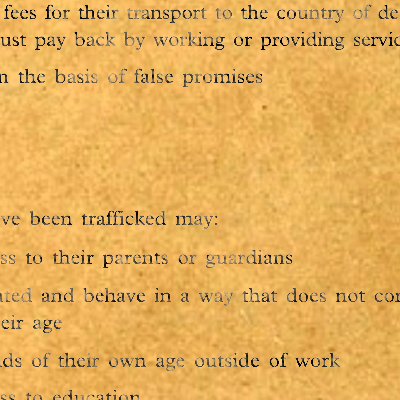 fees for their transport to the country of de
ust pay back by working or providing servic
n the basis of false promises
ve been trafficked may:
ss to their parents or guardians
ated and behave in a way that does not cor
eir age
ds of their own age outside of work
ss to education